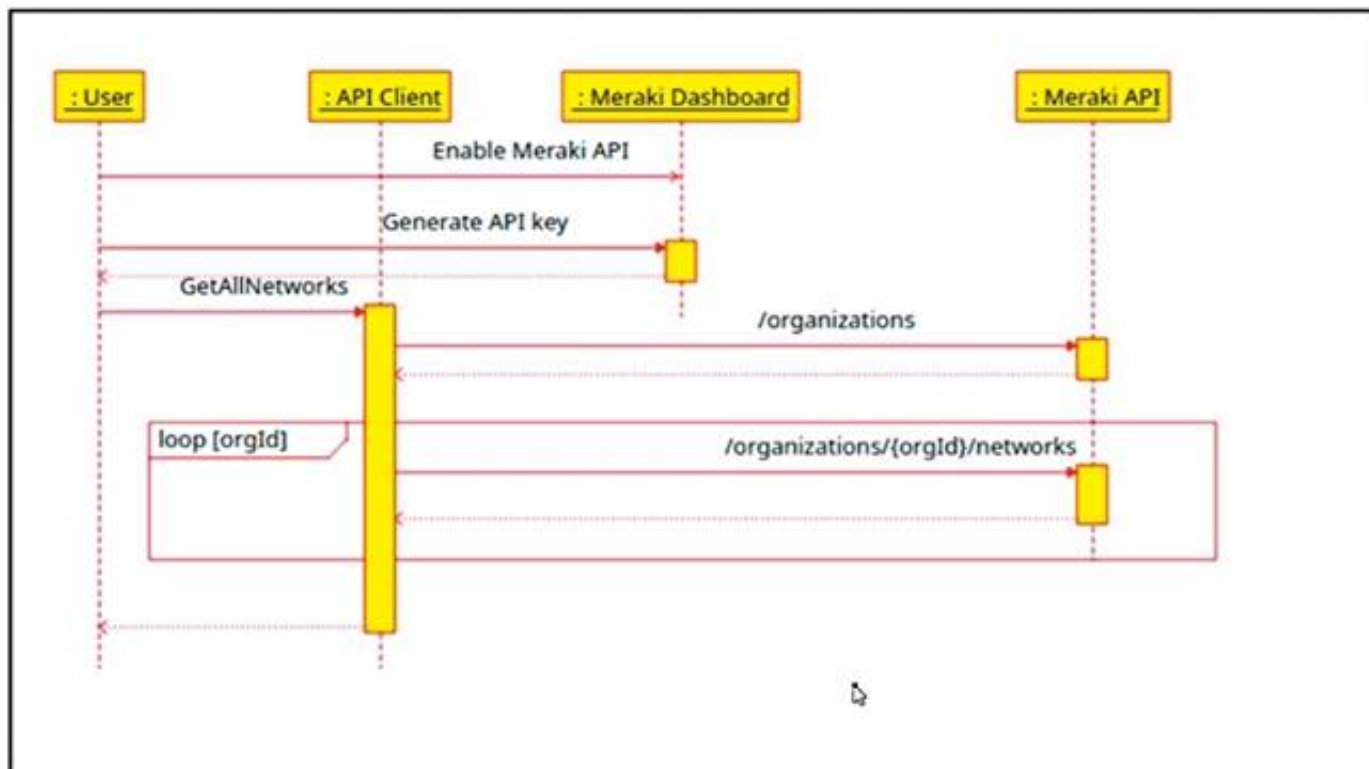 : User
: API Client
: Meraki Dashboard
: Meraki API
Enable Meraki API
Generate API key
GetAllNetworks
/organizations
loop [orgId]
/organizations/{orgId}/networks